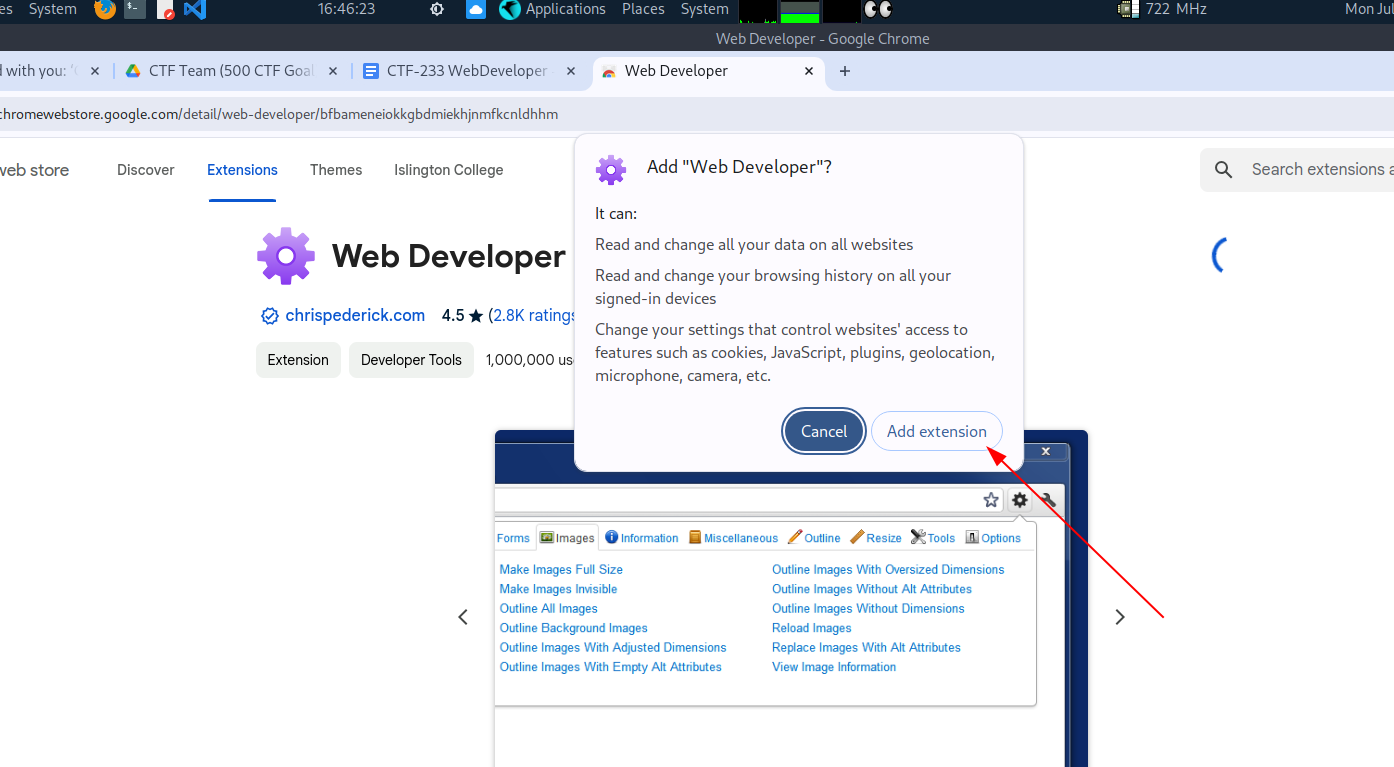 es System 16:46:23 Applications Places System 722 MHz Mon Jul
Web Developer - Google Chrome
d with you: ‘C CTF Team (500 CTF Goal CTF-233 WebDeveloper - Web Developer
chromewebstore.google.com/detail/web-developer/bfbameneiokkgbdmiekhjnmfkcnldhhm
web store Discover Extensions Themes Islington College Search extensions a
Add "Web Developer"?
It can:
Read and change all your data on all websites
Read and change your browsing history on all your
signed-in devices
Change your settings that control websites' access to
features such as cookies, JavaScript, plugins, geolocation,
microphone, camera, etc.
Cancel Add extension
Web Developer
chrispederick.com 4.5 (2.8K ratings
Extension Developer Tools 1,000,000 us
Forms Images Information Miscellaneous Outline Resize Tools Options
Make Images Full Size Outline Images With Oversized Dimensions
Make Images Invisible Outline Images Without Alt Attributes
Outline All Images Outline Images Without Dimensions
Outline Background Images Reload Images
Outline Images With Adjusted Dimensions Replace Images With Alt Attributes
Outline Images With Empty Alt Attributes View Image Information